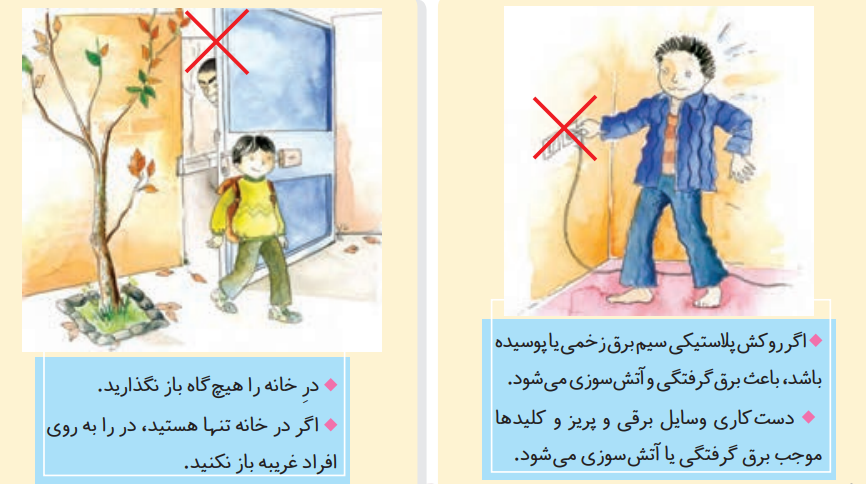 اگر روکش پلاستیکی سیم برق زخمی یا پوسیده
باشد، باعث برق گرفتگی و آتش سوزی می‌شود.
دست کاری وسایل برقی و پریز و کلیدها
موجب برق گرفتگی یا آتش سوزی می‌شود.
درِ خانه را هیچ‌گاه باز نگذارید.
اگر در خانه تنها هستید، در را به روی
افراد غریبه باز نکنید.